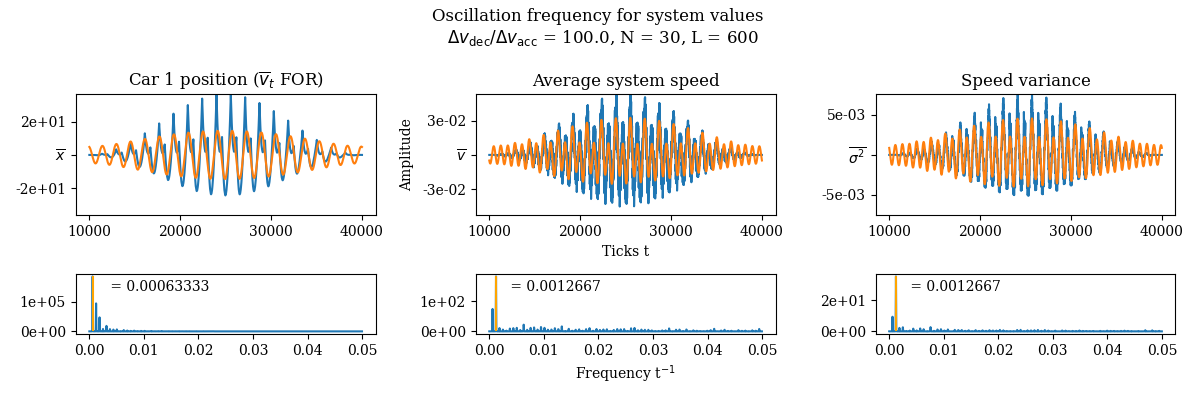 Oscillation frequency for system values
Δv_dec/Δv_acc = 100.0, N = 30, L = 600
Car 1 position (v̅_t FOR)
Average system speed
Speed variance
2e+01
x̅
-2e+01
10000 20000 30000 40000
Amplitude
3e-02
v̅
-3e-02
10000 20000 30000 40000
Ticks t
5e-03
σ²̅
-5e-03
10000 20000 30000 40000
= 0.00063333
1e+05
0e+00
0.00 0.01 0.02 0.03 0.04 0.05
= 0.0012667
1e+02
0e+00
0.00 0.01 0.02 0.03 0.04 0.05
Frequency t⁻¹
= 0.0012667
2e+01
0e+00
0.00 0.01 0.02 0.03 0.04 0.05